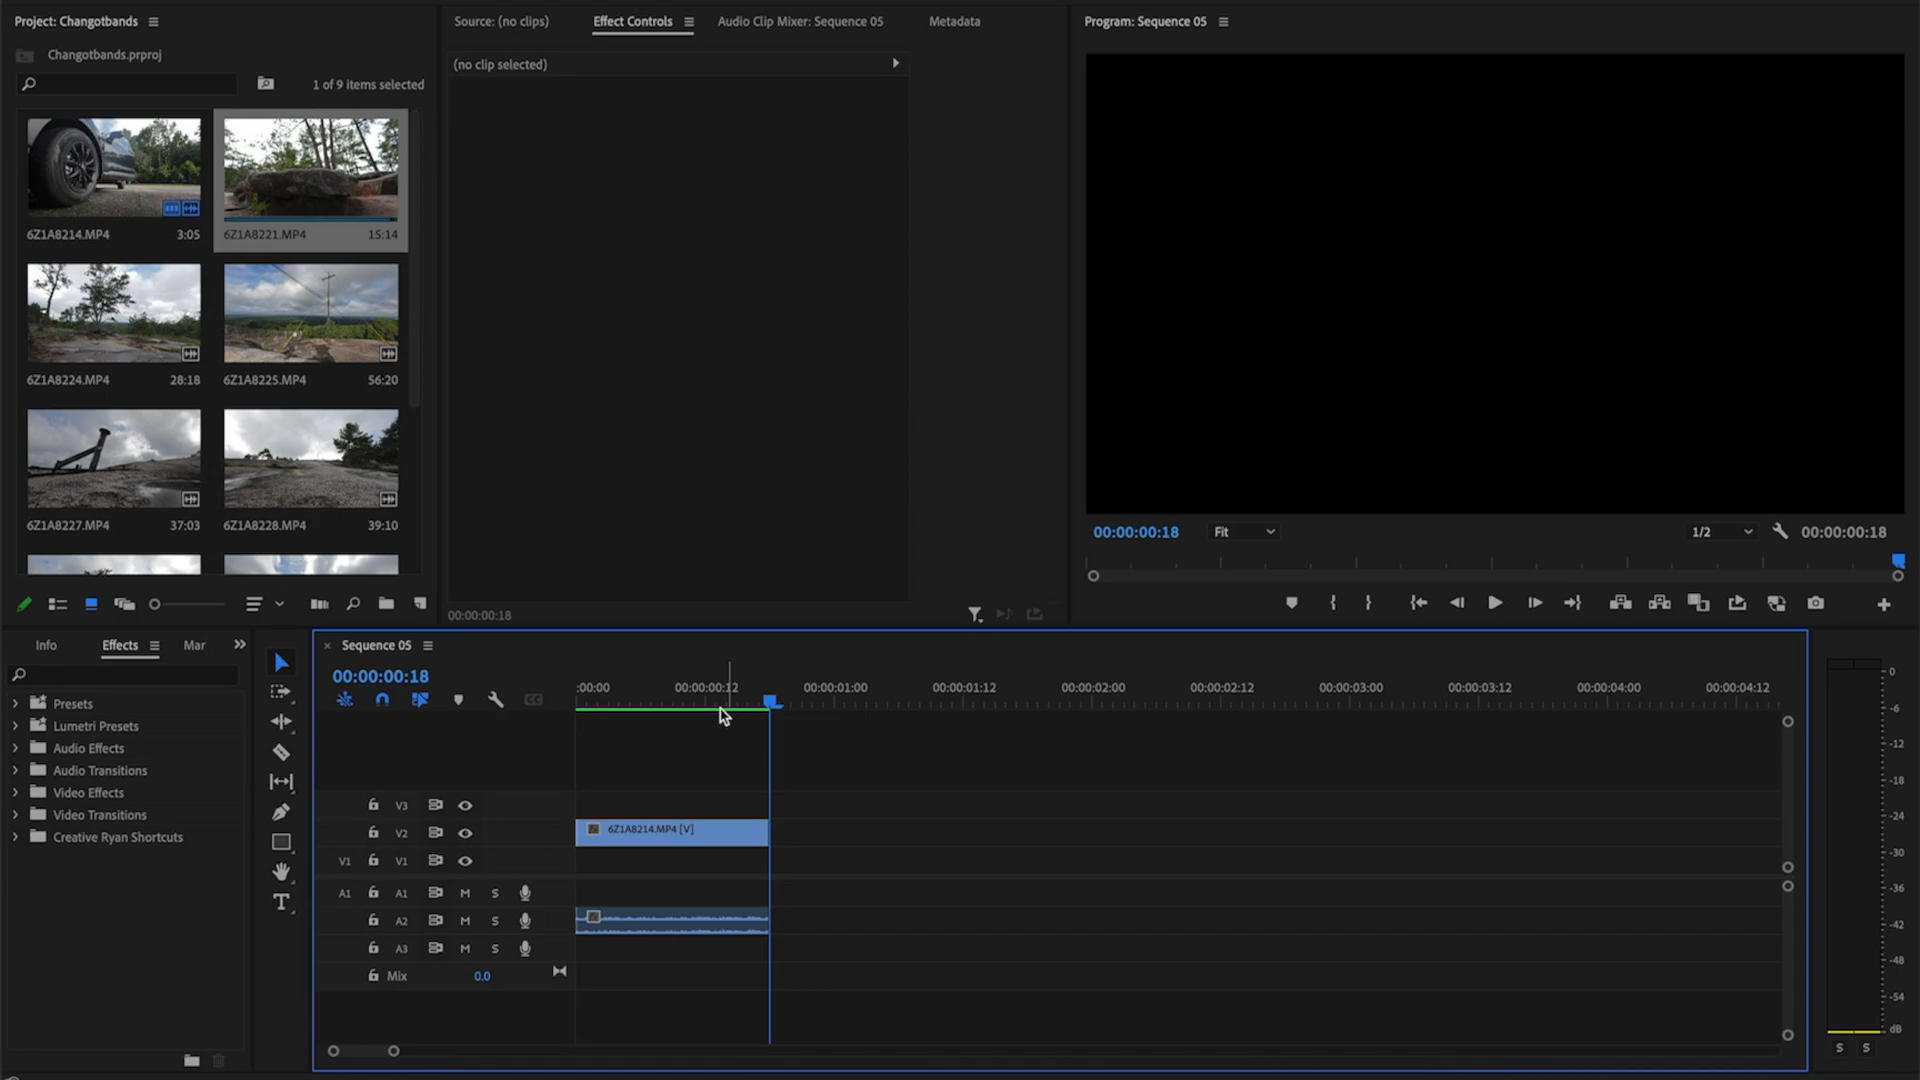 Project: Changotbands
Changotbands.prproj
1 of 9 items selected
6Z1A8214.MP4 3:05
6Z1A8221.MP4 15:14
6Z1A8224.MP4 28:18
6Z1A8225.MP4 56:20
6Z1A8227.MP4 37:03
6Z1A8228.MP4 39:10
Source: (no clips) Effect Controls Audio Clip Mixer: Sequence 05 Metadata
(no clip selected)
00:00:00:18
Program: Sequence 05
00:00:00:18 Fit 1/2 00:00:00:18
Info Effects Mar
Presets
Lumetri Presets
Audio Effects
Audio Transitions
Video Effects
Video Transitions
Creative Ryan Shortcuts
T
Sequence 05
00:00:00:18
CC
:00:00 00:00:00:12 00:00:01:00 00:00:01:12 00:00:02:00 00:00:02:12 00:00:03:00 00:00:03:12 00:00:04:00 00:00:04:12
V3
V2 6Z1A8214.MP4 [V]
V1 V1
A1 A1 M S
A2 M S
A3 M S
Mix 0.0
0
-6
-12
-18
-24
-30
-36
-42
-48
-54
dB
S S